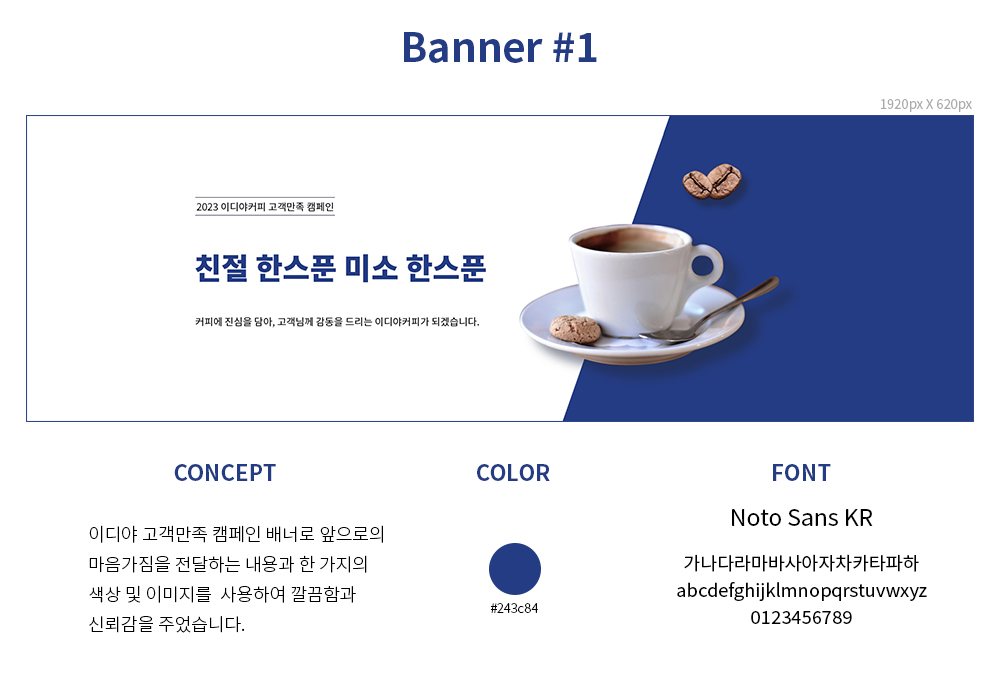 Banner #1
1920px X 620px
2023 이디야커피 고객만족 캠페인
친절 한스푼 미소 한스푼
커피에 진심을 담아, 고객님께 감동을 드리는 이디야커피가 되겠습니다.
CONCEPT
이디야 고객만족 캠페인 배너로 앞으로의
마음가짐을 전달하는 내용과 한 가지의
색상 및 이미지를 사용하여 깔끔함과
신뢰감을 주었습니다.
COLOR
#243c84
FONT
Noto Sans KR
가나다라마바사아자차카타파하
abcdefghijklmnopqrstuvwxyz
0123456789